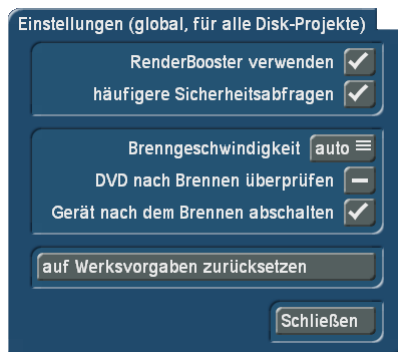 Einstellungen (global, für alle Disk-Projekte)
RenderBooster verwenden
häufigere Sicherheitsabfragen
Brenngeschwindigkeit auto
DVD nach Brennen überprüfen
Gerät nach dem Brennen abschalten
auf Werksvorgaben zurücksetzen
Schließen